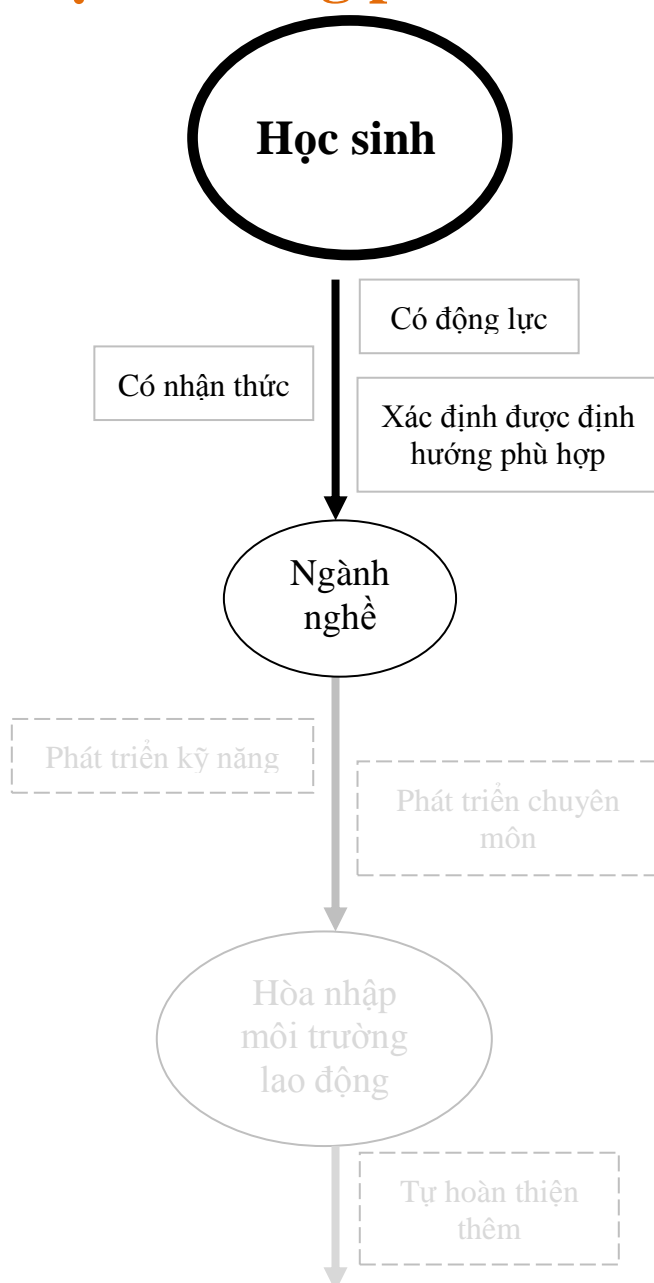 Học sinh
Có động lực
Có nhận thức
Xác định được định
hướng phù hợp
Ngành
nghề
Phát triển kỹ năng
Phát triển chuyên
môn
Hòa nhập
môi trường
lao động
Tự hoàn thiện
thêm